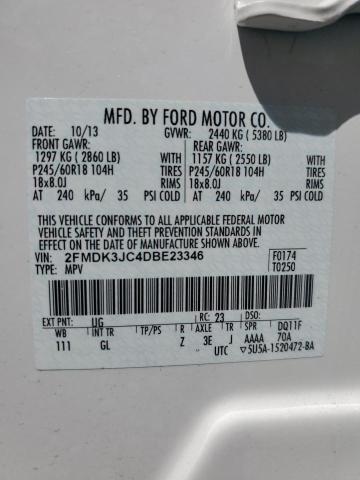 MFD. BY FORD MOTOR CO.
DATE: 10/13 GVWR: 2440 KG ( 5380 LB)
FRONT GAWR: REAR GAWR:
1297 KG ( 2860 LB) WITH 1157 KG ( 2550 LB) WITH
P245/60R18 104H TIRES P245/60R18 104H TIRES
18x8.0J RIMS 18x8.0J RIMS
AT 240 kPa/ 35 PSI COLD AT 240 kPa/ 35 PSI COLD
THIS VEHICLE CONFORMS TO ALL APPLICABLE FEDERAL MOTOR
VEHICLE SAFETY AND THEFT PREVENTION STANDARDS IN EFFECT ON
THE DATE OF MANUFACTURE SHOWN ABOVE.
VIN: 2FMDK3JC4DBE23346 F0174
TYPE: MPV T0250
EXT PNT: UG RC: 23 DQ11F
WB INT TR TP/PS R AXLE TR SPR 70A
111 GL Z 3E J AAAA
UTC ▽5U5A-1520472-BA